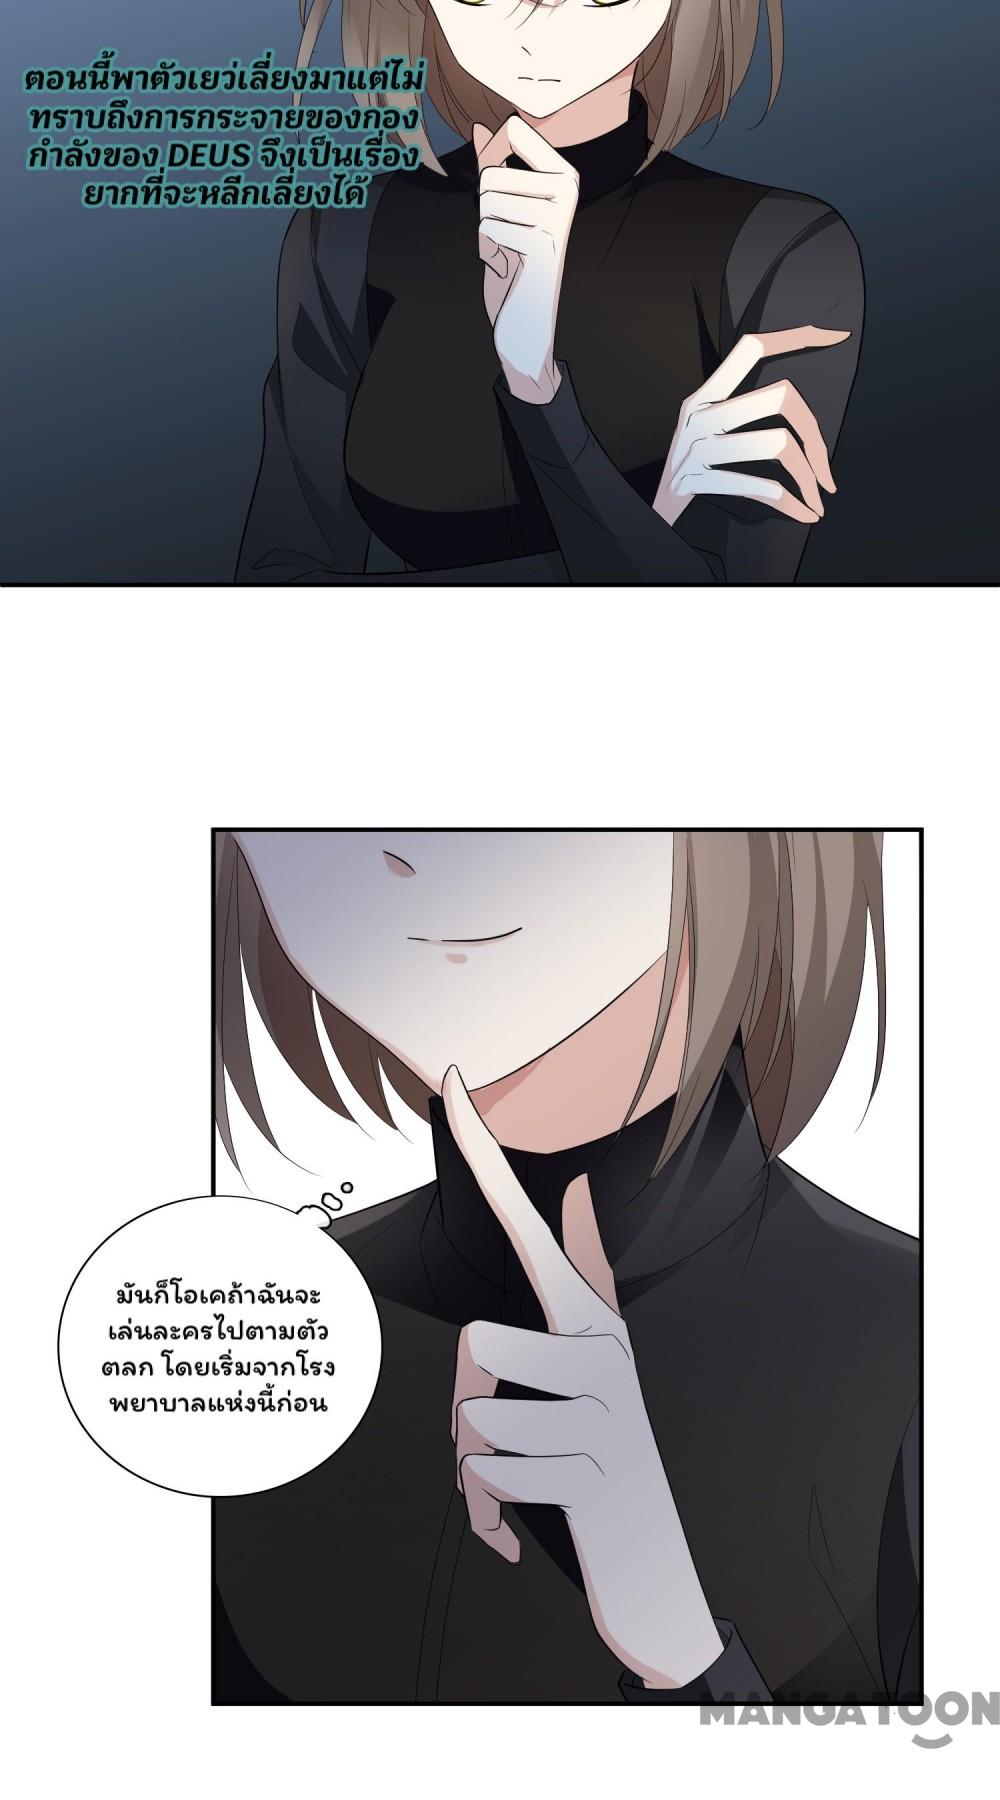 ตอนนี้พาตัวเยว่เลี่ยงมาแต่ไม่
ทราบถึงการกระจายของกอง
กำลังของ DEUS จึงเป็นเรื่อง
ยากที่จะหลีกเลี่ยงได้
มันก็โอเคถ้าฉันจะ
เล่นละครไปตามตัว
ตลก โดยเริ่มจากโรง
พยาบาลแห่งนี้ก่อน
MANGATOON